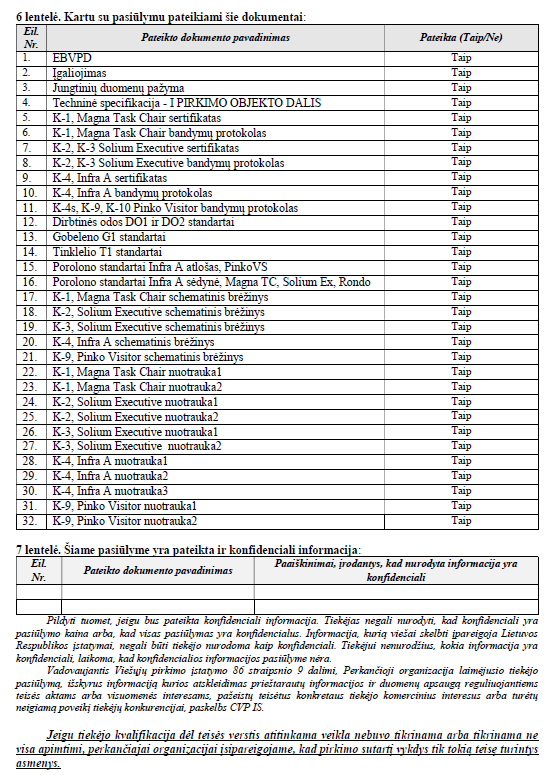 6 lentelė. Kartu su pasiūlymu pateikiami šie dokumentai:
Eil. Nr. Pateikto dokumento pavadinimas Pateikta (Taip/Ne)
1. EBVPD Taip
2. Įgaliojimas Taip
3. Jungtinių duomenų pažyma Taip
4. Techninė specifikacija - I PIRKIMO OBJEKTO DALIS Taip
5. K-1, Magna Task Chair sertifikatas Taip
6. K-1, Magna Task Chair bandymų protokolas Taip
7. K-2, K-3 Solium Executive sertifikatas Taip
8. K-2, K-3 Solium Executive bandymų protokolas Taip
9. K-4, Infra A sertifikatas Taip
10. K-4, Infra A bandymų protokolas Taip
11. K-4s, K-9, K-10 Pinko Visitor bandymų protokolas Taip
12. Dirbtinės odos DO1 ir DO2 standartai Taip
13. Gobeleno G1 standartai Taip
14. Tinklelio T1 standartai Taip
15. Porolono standartai Infra A atlošas, PinkoVS Taip
16. Porolono standartai Infra A sėdynė, Magna TC, Solium Ex, Rondo Taip
17. K-1, Magna Task Chair schematinis brėžinys Taip
18. K-2, Solium Executive schematinis brėžinys Taip
19. K-3, Solium Executive schematinis brėžinys Taip
20. K-4, Infra A schematinis brėžinys Taip
21. K-9, Pinko Visitor schematinis brėžinys Taip
22. K-1, Magna Task Chair nuotrauka1 Taip
23. K-1, Magna Task Chair nuotrauka2 Taip
24. K-2, Solium Executive nuotrauka1 Taip
25. K-2, Solium Executive nuotrauka2 Taip
26. K-3, Solium Executive nuotrauka1 Taip
27. K-3, Solium Executive nuotrauka2 Taip
28. K-4, Infra A nuotrauka1 Taip
29. K-4, Infra A nuotrauka2 Taip
30. K-4, Infra A nuotrauka3 Taip
31. K-9, Pinko Visitor nuotrauka1 Taip
32. K-9, Pinko Visitor nuotrauka2 Taip
7 lentelė. Šiame pasiūlyme yra pateikta ir konfidenciali informacija:
Eil. Nr. Pateikto dokumento pavadinimas Paaiškinimai, įrodantys, kad nurodyta informacija yra konfidenciali
Pildyti tuomet, jeigu bus pateikta konfidenciali informacija. Tiekėjas negali nurodyti, kad konfidenciali yra
pasiūlymo kaina arba, kad visas pasiūlymas yra konfidencialus. Informacija, kurią viešai skelbti įpareigoja Lietuvos
Respublikos įstatymai, negali būti tiekėjo nurodoma kaip konfidenciali. Tiekėjui nenurodžius, kokia informacija yra
konfidenciali, laikoma, kad konfidencialios informacijos pasiūlyme nėra.
Vadovaujantis Viešųjų pirkimo įstatymo 86 straipsnio 9 dalimi, Perkančioji organizacija laimėjusio tiekėjo
pasiūlymą, išskyrus informaciją kurios atskleidimas prieštarautų informacijos ir duomenų apsaugą reguliuojantiems
teisės aktams arba visuomenės interesams, pažeistų teisėtus konkretaus tiekėjo komercinius interesus arba turėtų
neigiamą poveikį tiekėjų konkurencijai, paskelbs CVP IS.
Jeigu tiekėjo kvalifikacija dėl teisės verstis atitinkama veikla nebuvo tikrinama arba tikrinama ne
visa apimtimi, perkančiajai organizacijai įsipareigojame, kad pirkimo sutartį vykdys tik tokią teisę turintys
asmenys.